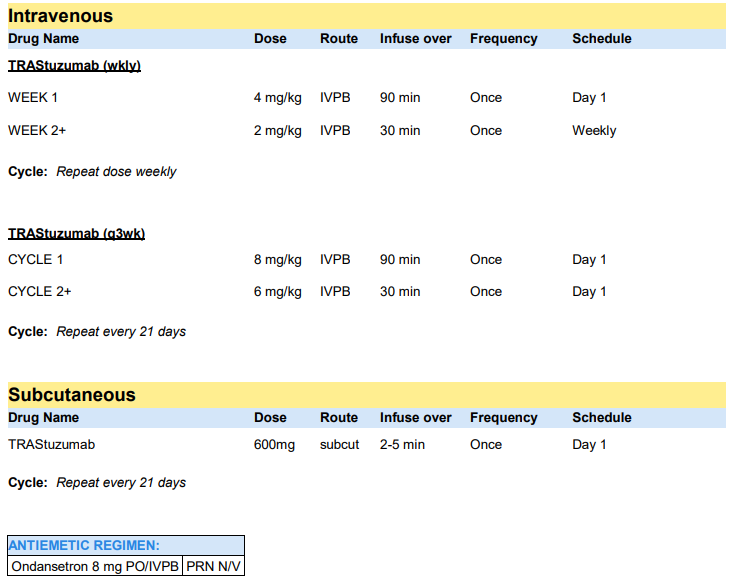 Intravenous
Drug Name Dose Route Infuse over Frequency Schedule
TRAStuzumab (wkly)
WEEK 1 4 mg/kg IVPB 90 min Once Day 1
WEEK 2+ 2 mg/kg IVPB 30 min Once Weekly
Cycle: Repeat dose weekly
TRAStuzumab (q3wk)
CYCLE 1 8 mg/kg IVPB 90 min Once Day 1
CYCLE 2+ 6 mg/kg IVPB 30 min Once Day 1
Cycle: Repeat every 21 days
Subcutaneous
Drug Name Dose Route Infuse over Frequency Schedule
TRAStuzumab 600mg subcut 2-5 min Once Day 1
Cycle: Repeat every 21 days
ANTIEMETIC REGIMEN:
Ondansetron 8 mg PO/IVPB PRN N/V